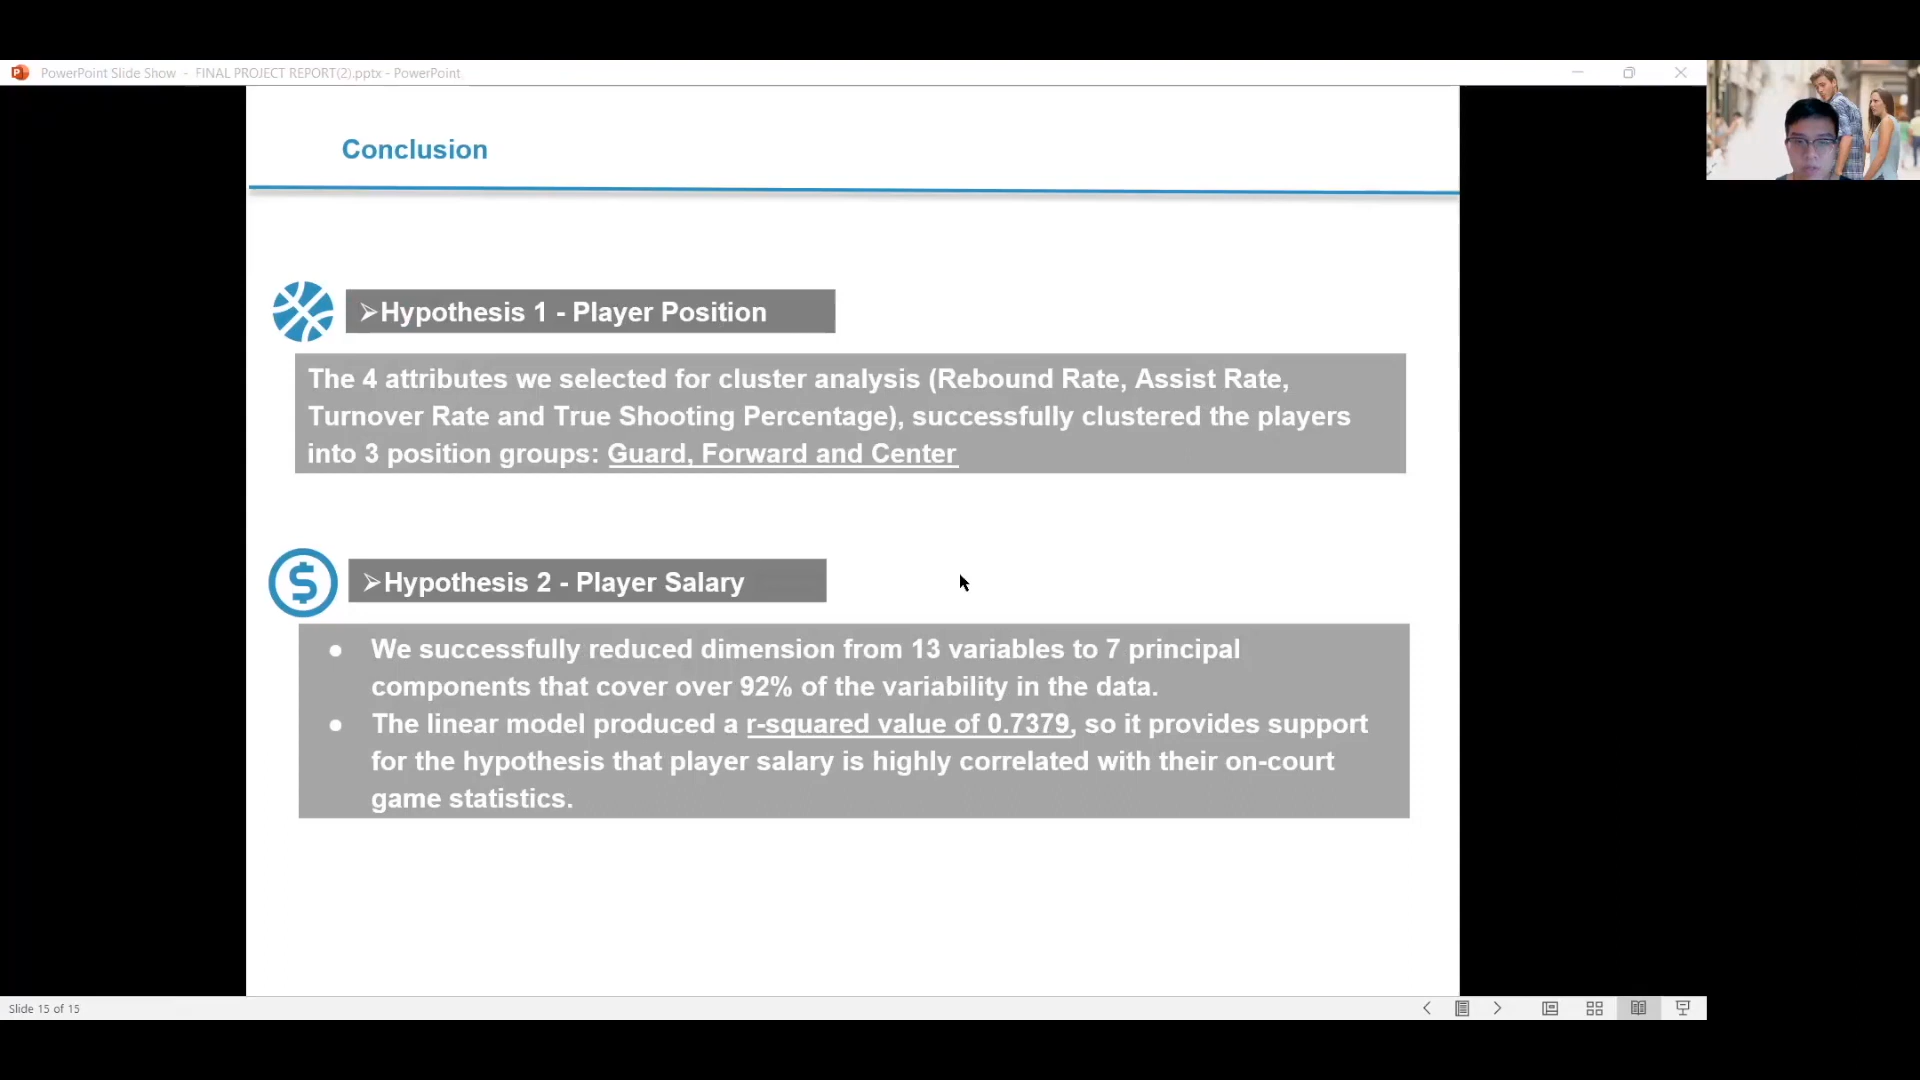 PowerPoint Slide Show - FINAL PROJECT REPORT(2).pptx - PowerPoint
Conclusion
➢Hypothesis 1 - Player Position
The 4 attributes we selected for cluster analysis (Rebound Rate, Assist Rate,
Turnover Rate and True Shooting Percentage), successfully clustered the players
into 3 position groups: Guard, Forward and Center
➢Hypothesis 2 - Player Salary
● We successfully reduced dimension from 13 variables to 7 principal
components that cover over 92% of the variability in the data.
● The linear model produced a r-squared value of 0.7379, so it provides support
for the hypothesis that player salary is highly correlated with their on-court
game statistics.
Slide 15 of 15